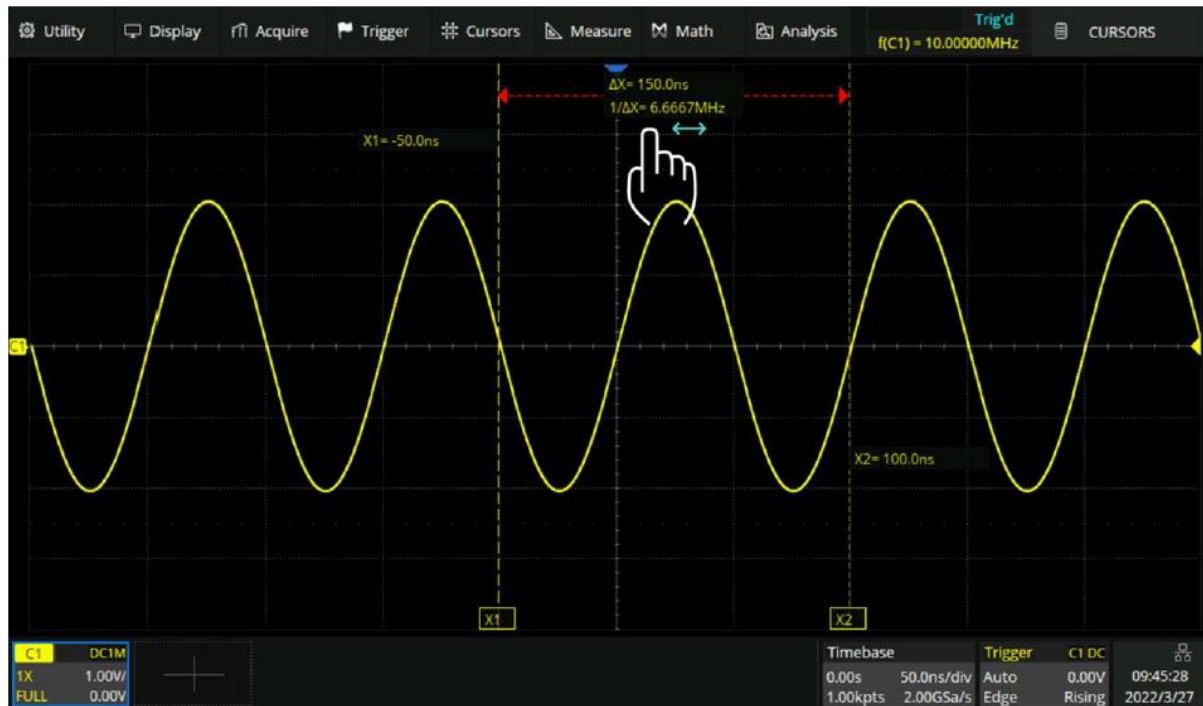 Utility Display Acquire Trigger Cursors Measure Math Analysis Trig'd CURSORS
f(C1) = 10.00000MHz
ΔX= 150.0ns
1/ΔX= 6.6667MHz
X1= -50.0ns
C1
X2= 100.0ns
X1 X2
C1 DC1M Timebase Trigger C1 DC
1X 1.00V/ 0.00s 50.0ns/div Auto 0.00V 09:45:28
FULL 0.00V 1.00kpts 2.00GSa/s Edge Rising 2022/3/27